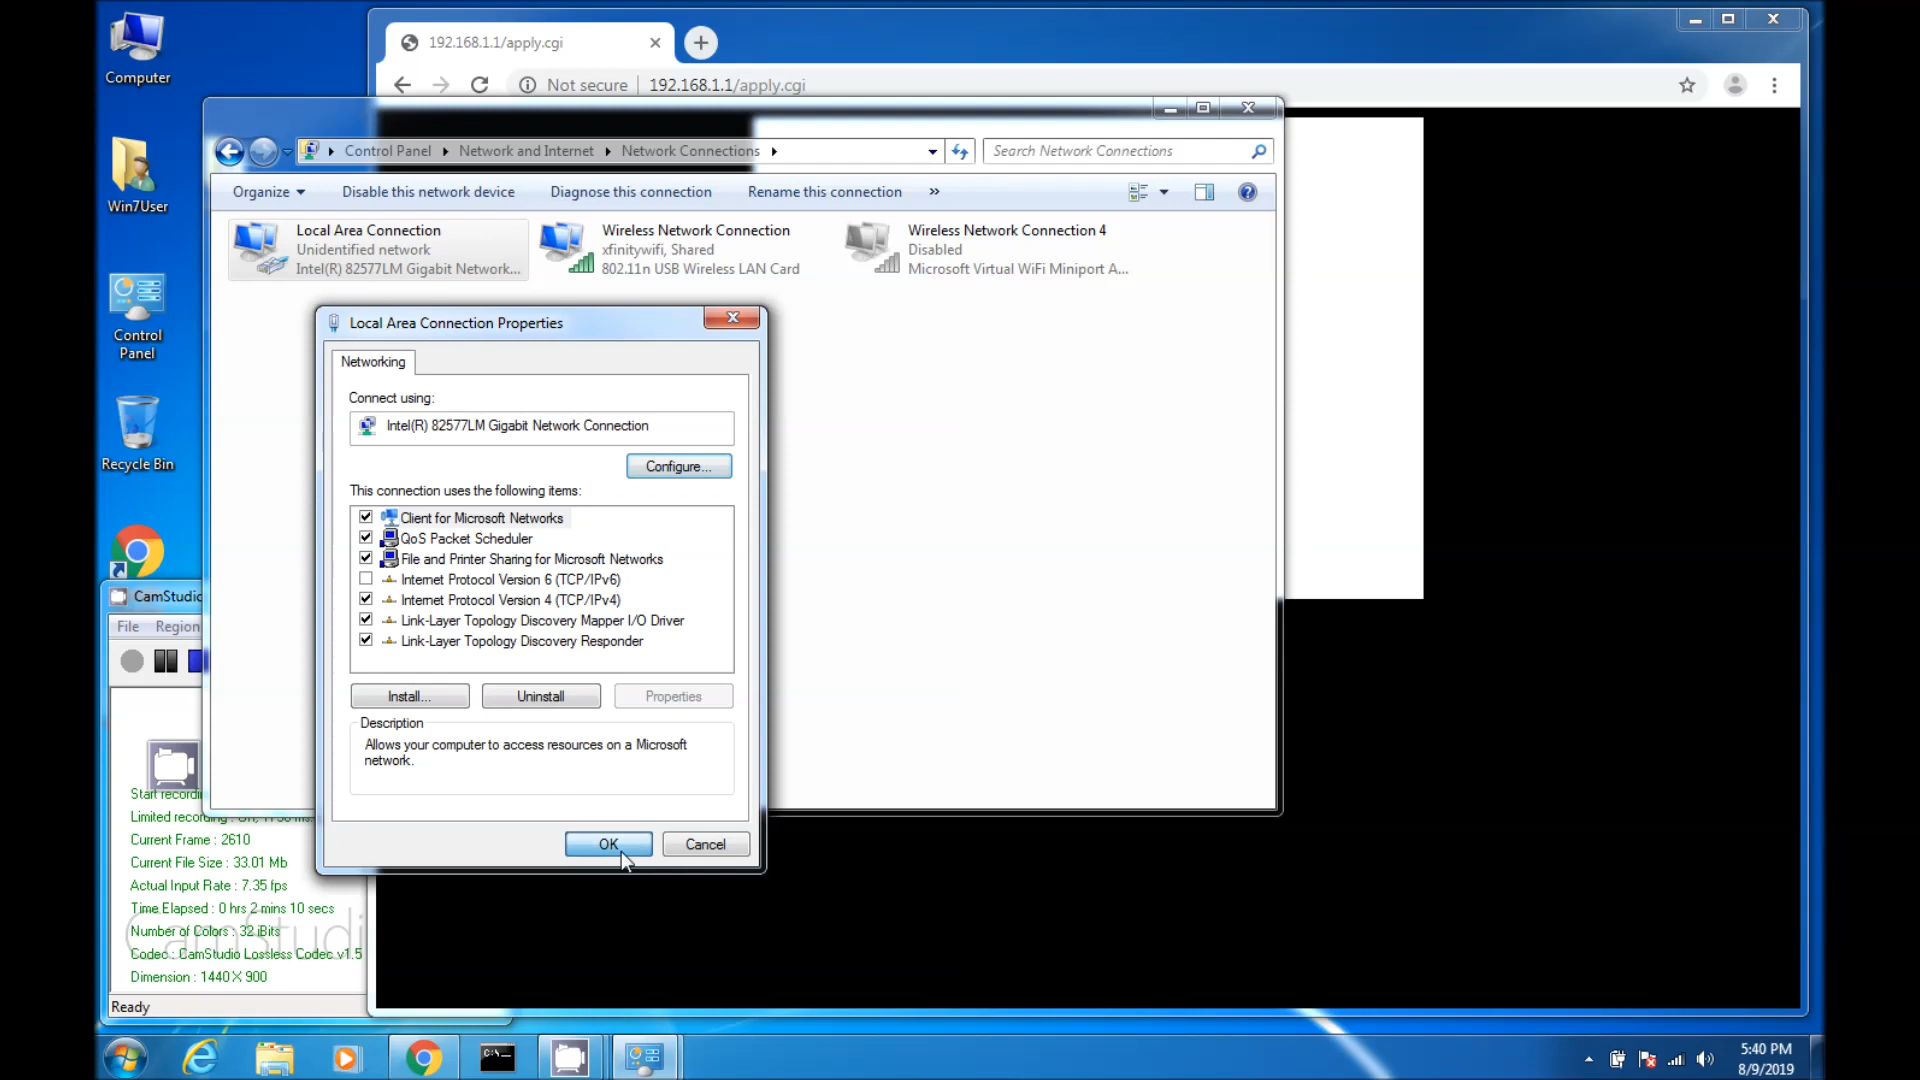 Computer
Win7User
Control
Panel
Recycle Bin
192.168.1.1/apply.cgi
Not secure
192.168.1.1/apply.cgi
Control Panel
Network and Internet
Network Connections
Search Network Connections
Organize
Disable this network device
Diagnose this connection
Rename this connection
»
Local Area Connection
Unidentified network
Intel(R) 82577LM Gigabit Network...
Wireless Network Connection
xfinitywifi, Shared
802.11n USB Wireless LAN Card
Wireless Network Connection 4
Disabled
Microsoft Virtual WiFi Miniport A...
Local Area Connection Properties
Networking
Connect using:
Intel(R) 82577LM Gigabit Network Connection
Configure...
This connection uses the following items:
Client for Microsoft Networks
QoS Packet Scheduler
File and Printer Sharing for Microsoft Networks
Internet Protocol Version 6 (TCP/IPv6)
Internet Protocol Version 4 (TCP/IPv4)
Link-Layer Topology Discovery Mapper I/O Driver
Link-Layer Topology Discovery Responder
Install...
Uninstall
Properties
Description
Allows your computer to access resources on a Microsoft
network.
OK
Cancel
CamStudio
File Region
Start
Limited
Current Frame : 2610
Current File Size : 33.01 Mb
Actual Input Rate : 7.35 fps
Time Elapsed : 0 hrs 2 mins 10 secs
Number of Colors : 32 Bits
Codec : CamStudio Lossless Codec v1.5
Dimension : 1440 X 900
Ready
C:\
5:40 PM
8/9/2019